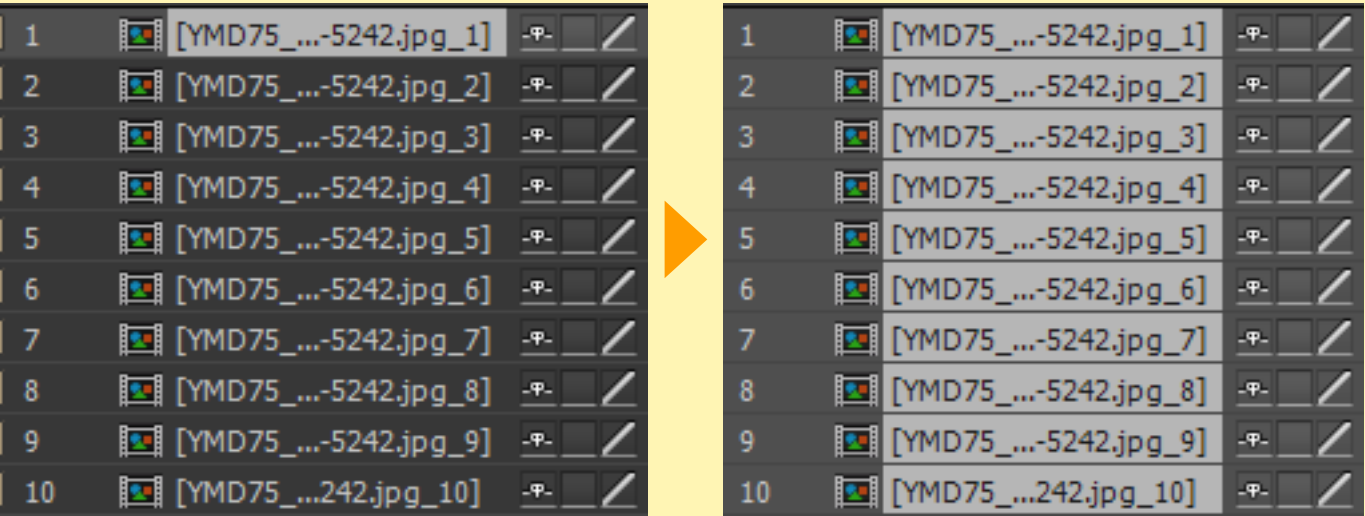 1 [YMD75_...-5242.jpg_1]
2 [YMD75_...-5242.jpg_2]
3 [YMD75_...-5242.jpg_3]
4 [YMD75_...-5242.jpg_4]
5 [YMD75_...-5242.jpg_5]
6 [YMD75_...-5242.jpg_6]
7 [YMD75_...-5242.jpg_7]
8 [YMD75_...-5242.jpg_8]
9 [YMD75_...-5242.jpg_9]
10 [YMD75_...242.jpg_10]
1 [YMD75_...-5242.jpg_1]
2 [YMD75_...-5242.jpg_2]
3 [YMD75_...-5242.jpg_3]
4 [YMD75_...-5242.jpg_4]
5 [YMD75_...-5242.jpg_5]
6 [YMD75_...-5242.jpg_6]
7 [YMD75_...-5242.jpg_7]
8 [YMD75_...-5242.jpg_8]
9 [YMD75_...-5242.jpg_9]
10 [YMD75_...242.jpg_10]